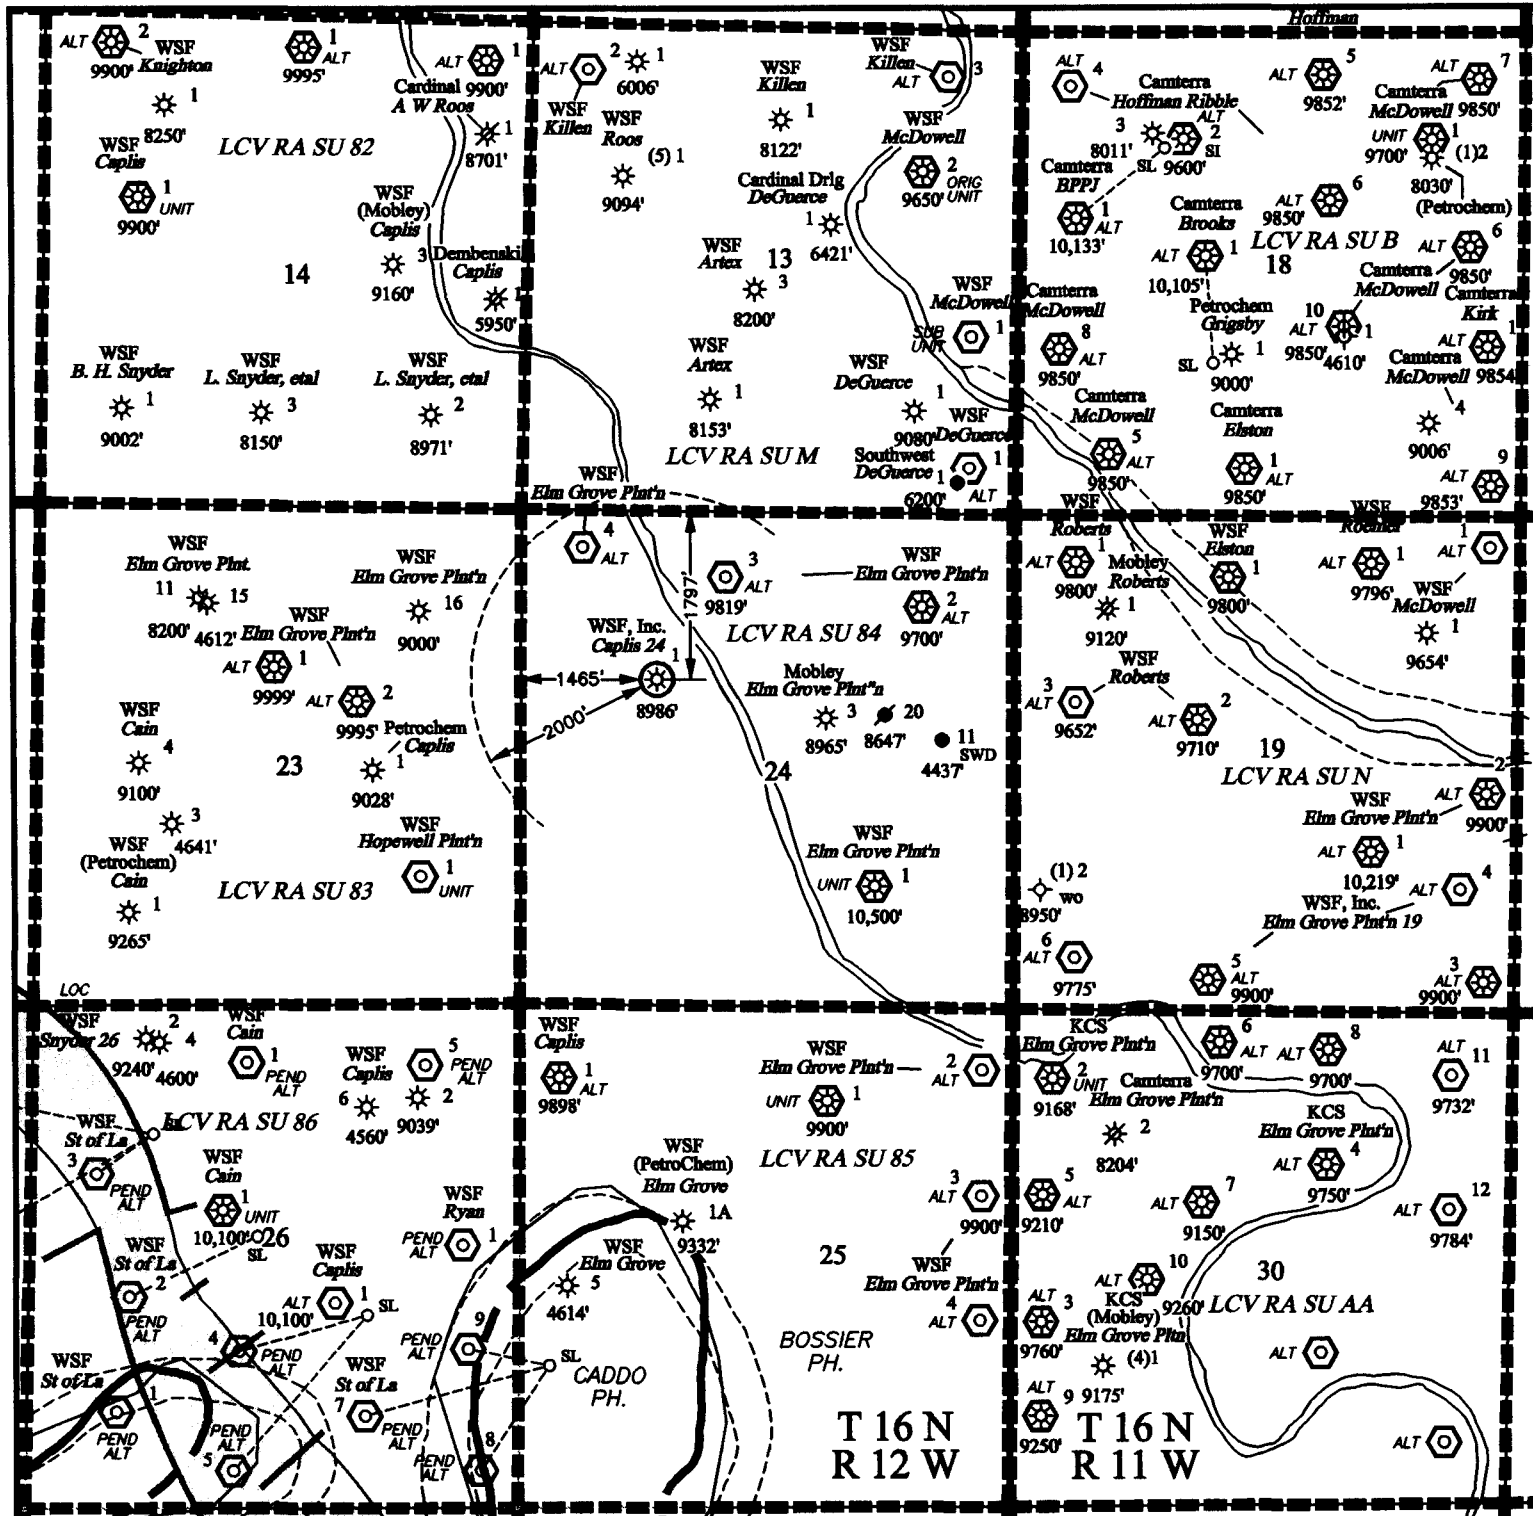 Hoffman
ALT 2
9900'
WSF
Knighton
1
8250'
WSF
Caplis
1
UNIT
9900'
1
ALT
9995'
LCV RA SU 82
ALT 1
9900'
Cardinal
A W Roos
1
8701'
WSF
(Mobley)
Caplis
3
9160'
Dembenski
Caplis
1
5950'
14
WSF
B. H. Snyder
1
9002'
WSF
L. Snyder, etal
3
8150'
WSF
L. Snyder, etal
2
8971'
ALT 2
WSF
Killen
1
6006'
WSF
Roos
(5) 1
9094'
WSF
Killen
1
8122'
WSF
Killen
ALT 3
WSF
McDowell
2
ORIG
UNIT
9650'
Cardinal Drlg
DeGuerce
1
6421'
WSF
Artex
3
8200'
13
WSF
McDowell
SUB
UNIT
1
WSF
Artex
1
8153'
LCV RA SU M
WSF
DeGuerce
1
9080'
WSF
DeGuerce
1
ALT
Southwest
DeGuerce
1
6200'
ALT
4
Camterra
Hoffman Ribble
ALT
3
8011'
2
SI
SL
9600'
Camterra
BPPJ
1
ALT
10,133'
Camterra
Brooks
ALT 1
10,105'
ALT 5
9852'
ALT 7
9850'
Camterra
McDowell
UNIT 1
9700'
(1)2
8030'
(Petrochem)
ALT 6
9850'
LCV RA SU B
18
ALT 6
9850'
Camterra
McDowell
10
ALT
9850'
1
4610'
Camterra
Kirk
1
ALT
9854'
Camterra
McDowell
8
ALT
9850'
Petrochem
Grigsby
1
SL
9000'
Camterra
McDowell
4
9006'
Camterra
McDowell
5
ALT
9850'
Camterra
Elston
1
ALT
9850'
9
9853'
WSF
Elm Grove Plnt'n
4
ALT
WSF
Elm Grove Plnt.
11
15
8200'
4612'
WSF
Elm Grove Plnt'n
16
9000'
WSF
Elm Grove Plnt'n
ALT 1
9999'
ALT 2
9995'
WSF
Cain
4
9100'
3
4641'
23
Petrochem
Caplis
1
9028'
WSF
(Petrochem)
Cain
1
9265'
LCV RA SU 83
WSF
Hopewell Plnt'n
1
UNIT
1797'
3
ALT
9819'
WSF
Elm Grove Plnt'n
2
ALT
9700'
LCV RA SU 84
WSF, Inc.
Caplis 24
1
8986'
1465'
2000'
Mobley
Elm Grove Plnt"n
3
8965'
20
8647'
11
SWD
4437'
24
WSF
Elm Grove Plnt'n
UNIT 1
10,500'
WSF
Roberts
ALT 1
9800'
Mobley
Roberts
1
9120'
WSF
Elston
1
9800'
ALT 1
9796'
1
ALT
WSF
McDowell
1
9654'
WSF
Roberts
3
ALT
9652'
ALT 2
9710'
19
LCV RA SU N
2
ALT
9900'
WSF
Elm Grove Plnt'n
ALT 1
10,219'
(1) 2
wo
8950'
WSF, Inc.
Elm Grove Plnt'n 19
ALT 4
6
ALT
9775'
5
ALT
9900'
3
ALT
9900'
LOC
WSF
Snyder 26
2
4
9240'
4600'
WSF
Cain
1
PEND
ALT
WSF
Caplis
6
4560'
5
PEND
ALT
2
9039'
LCV RA SU 86
SL
WSF
St of La
3
PEND
ALT
WSF
Cain
1
UNIT
10,100'
26
SL
WSF
St of La
2
PEND
ALT
WSF
Ryan
PEND
ALT
1
WSF
Caplis
ALT 1
10,100'
SL
4
PEND
ALT
9
PEND
ALT
WSF
St of La
1
PEND
ALT
WSF
St of La
7
PEND
ALT
PEND
ALT
5
8
PEND
ALT
WSF
Caplis
1
ALT
9898'
WSF
Elm Grove Plnt'n
2
ALT
UNIT 1
9900'
LCV RA SU 85
WSF
(PetroChem)
Elm Grove
1A
9332'
WSF
Elm Grove
5
4614'
SL
3
ALT
9900'
25
WSF
Elm Grove Plnt'n
4
ALT
CADDO
PH.
BOSSIER
PH.
T 16 N
R 12 W
KCS
Elm Grove Plnt'n
2
UNIT
9168'
Camterra
Elm Grove Plnt'n
2
8204'
6
ALT
9700'
ALT 8
9700'
ALT
11
9732'
KCS
Elm Grove Plnt'n
ALT 4
9750'
5
ALT
9210'
ALT 7
9150'
ALT 12
9784'
30
LCV RA SU AA
10
ALT
9260'
ALT
3
9760'
KCS
(Mobley)
Elm Grove Pltn
(4)1
9175'
ALT
9
9250'
ALT
ALT
T 16 N
R 11 W